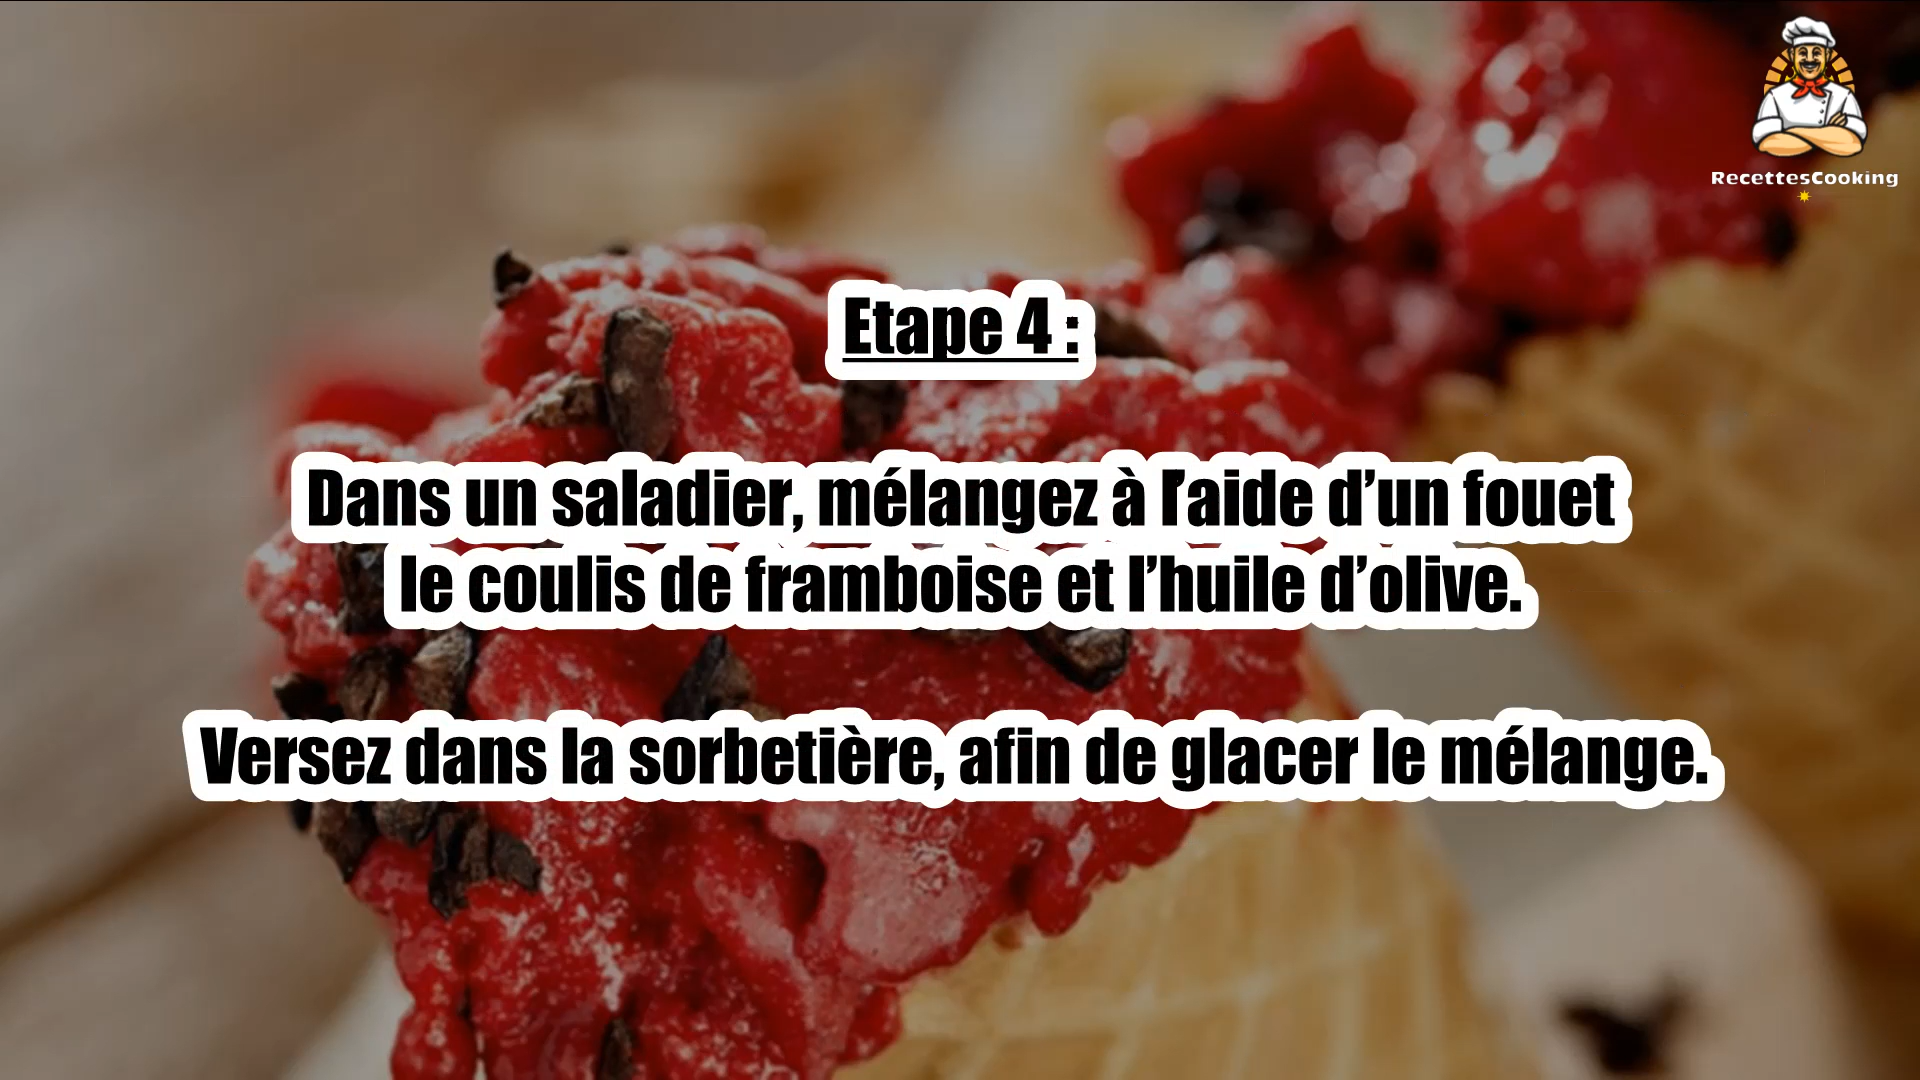 RecettesCooking
Etape 4 :
Dans un saladier, mélangez à l'aide d’un fouet
le coulis de framboise et l’huile d’olive.
Versez dans la sorbetière, afin de glacer le mélange.